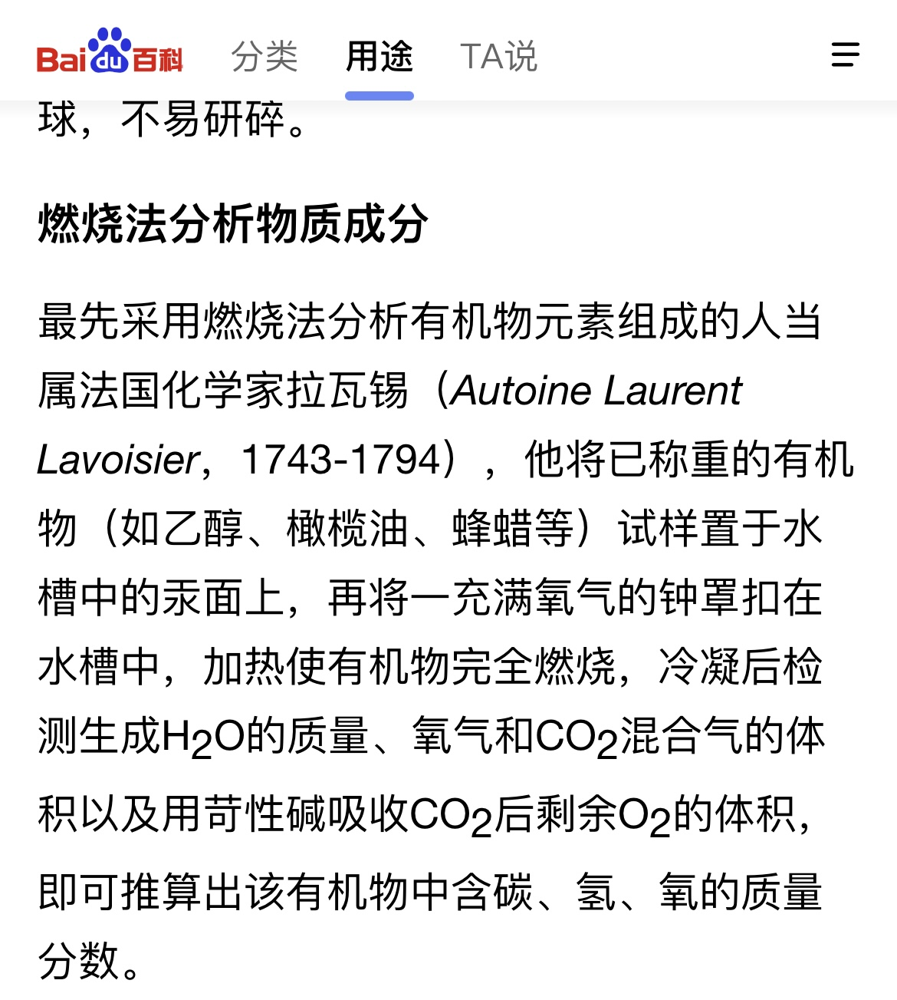 Baidu百科 分类 用途 TA说
球，不易研碎。
燃烧法分析物质成分
最先采用燃烧法分析有机物元素组成的人当
属法国化学家拉瓦锡（Autoine Laurent
Lavoisier，1743-1794），他将已称重的有机
物（如乙醇、橄榄油、蜂蜡等）试样置于水
槽中的汞面上，再将一充满氧气的钟罩扣在
水槽中，加热使有机物完全燃烧，冷凝后检
测生成H2O的质量、氧气和CO2混合气的体
积以及用苛性碱吸收CO2后剩余O2的体积，
即可推算出该有机物中含碳、氢、氧的质量
分数。